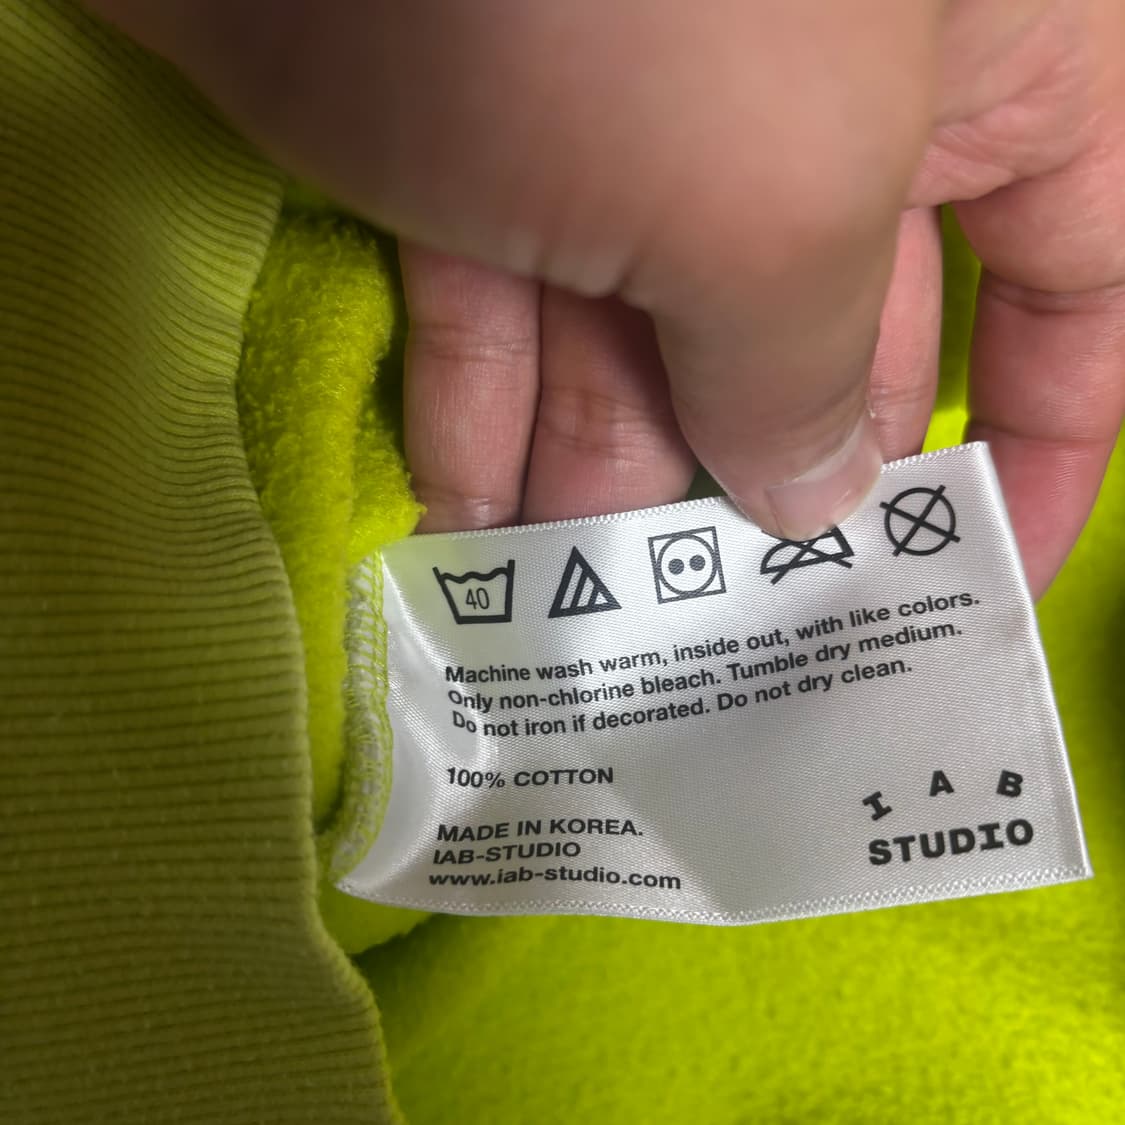 40
Machine wash warm, inside out, with like colors.
Only non-chlorine bleach. Tumble dry medium.
Do not iron if decorated. Do not dry clean.
100% COTTON
MADE IN KOREA.
IAB-STUDIO
www.iab-studio.com
I A B
STUDIO